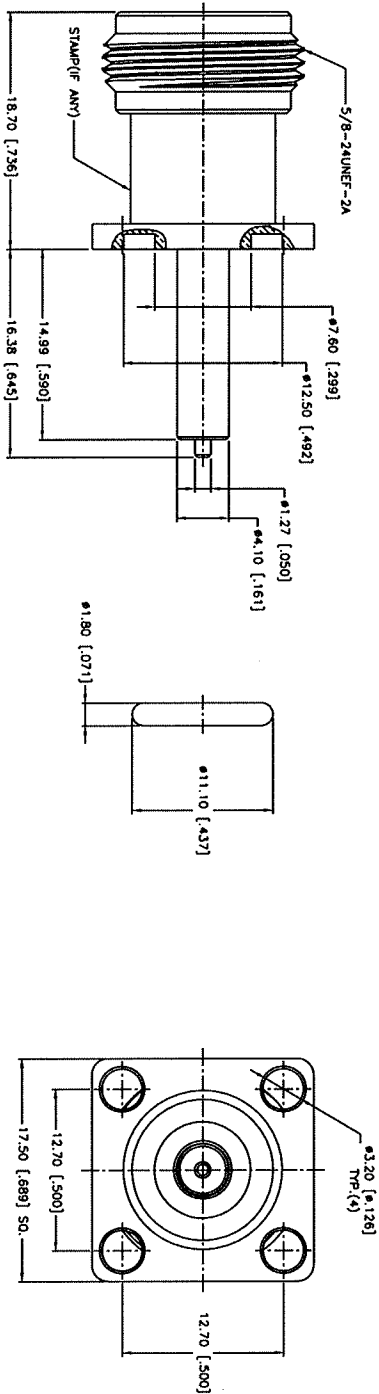 5/8-24UNEF-2A
STAMP(IF ANY)
18.70 [.736]
16.38 [.645]
14.99 [.590]
ø7.60 [.299]
ø12.50 [.492]
ø1.27 [.050]
ø4.10 [.161]
ø1.80 [.071]
ø11.10 [.437]
ø3.20 [ø.126]
TYP.(4)
12.70 [.500]
17.50 [.689] SQ.
12.70 [.500]